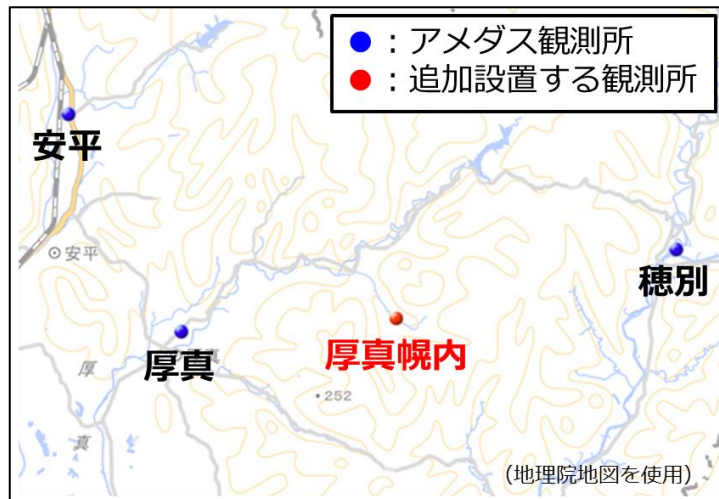 ●：アメダス観測所
●：追加設置する観測所
安平
安平
穂別
厚真
厚真幌内
・252
厚
真
真
（地理院地図を使用）